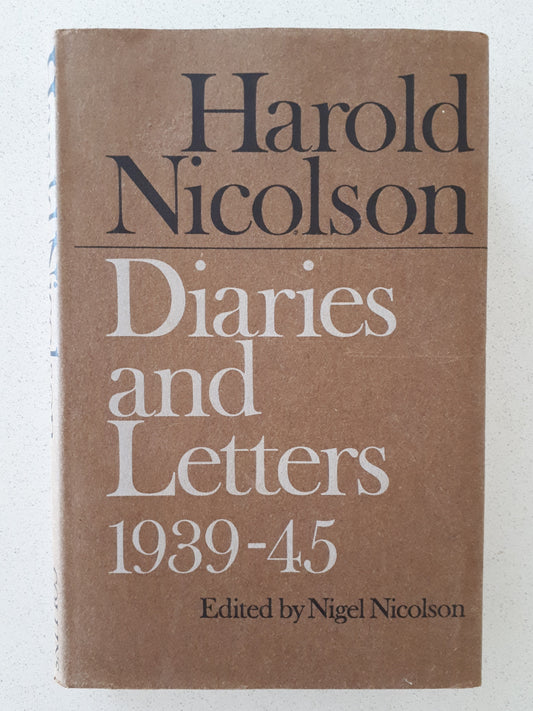 Harold
Nicolson
Diaries
and
Letters
1939-45
Edited by Nigel Nicolson